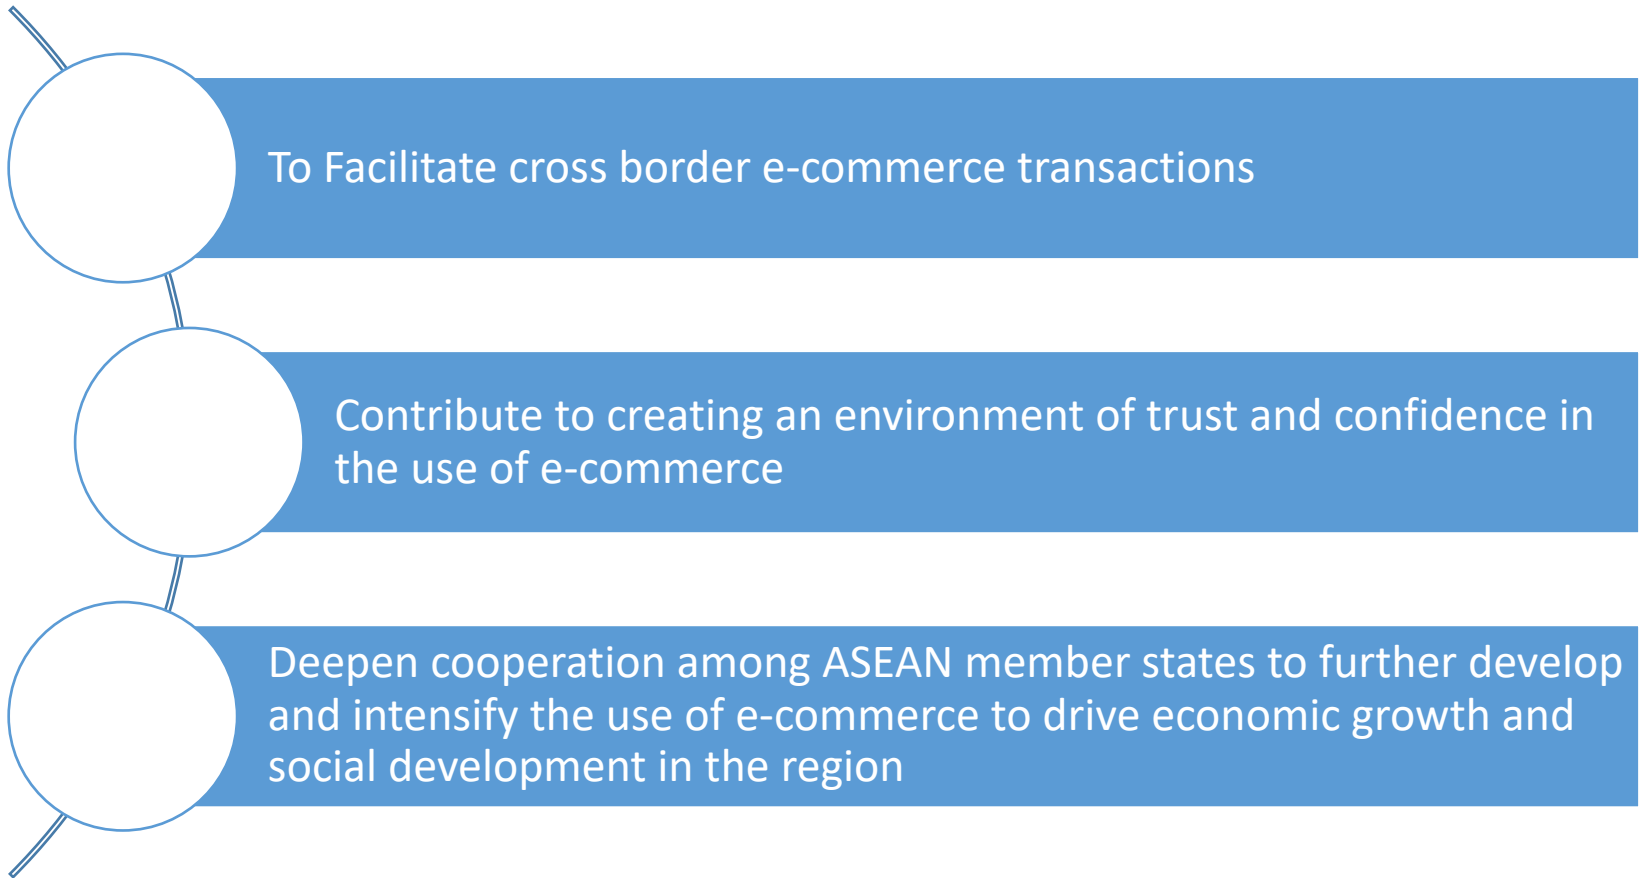 To Facilitate cross border e-commerce transactions
Contribute to creating an environment of trust and confidence in
the use of e-commerce
Deepen cooperation among ASEAN member states to further develop
and intensify the use of e-commerce to drive economic growth and
social development in the region